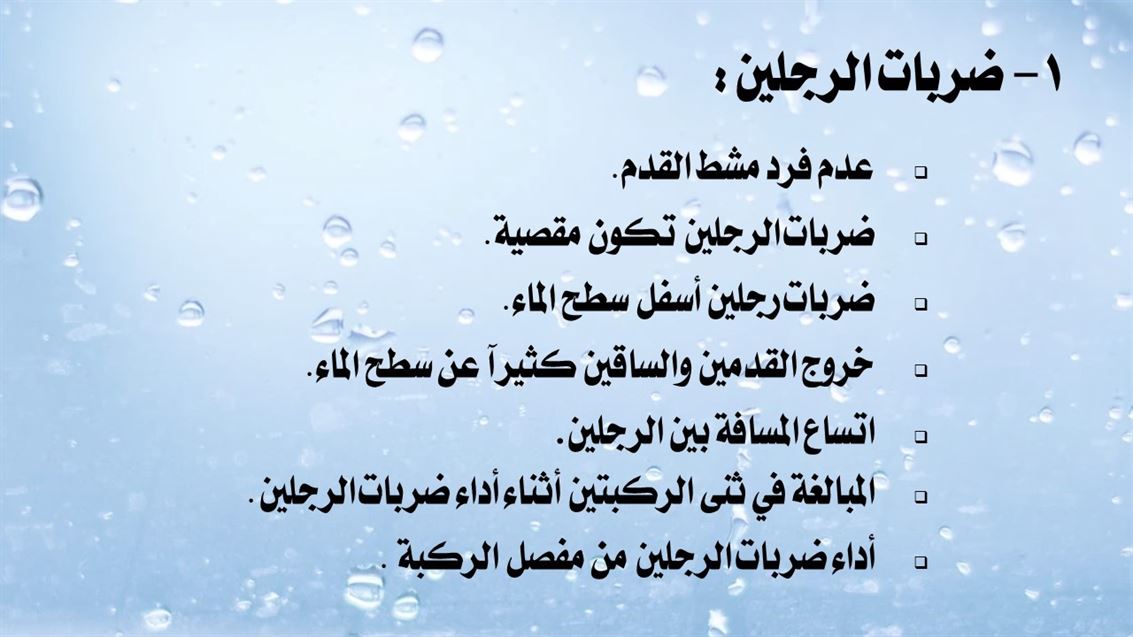 ١- ضربات الرجلين :
عدم فرد مشط القدم.
ضربات الرجلين تكون مقصية.
ضربات رجلين أسفل سطح الماء.
خروج القدمين والساقين كثيرآ عن سطح الماء.
اتساع المسافة بين الرجلين.
المبالغة في ثنى الركبتين أثناء أداء ضربات الرجلين .
أداء ضربات الرجلين من مفصل الركبة .